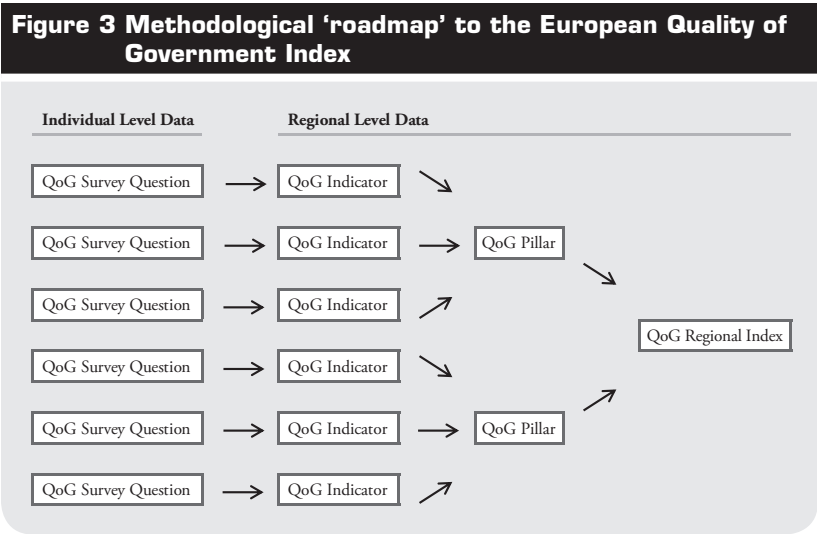 Figure 3 Methodological ‘roadmap’ to the European Quality of
Government Index
Individual Level Data
Regional Level Data
QoG Survey Question
QoG Indicator
QoG Survey Question
QoG Indicator
QoG Pillar
QoG Survey Question
QoG Indicator
QoG Regional Index
QoG Survey Question
QoG Indicator
QoG Survey Question
QoG Indicator
QoG Pillar
QoG Survey Question
QoG Indicator